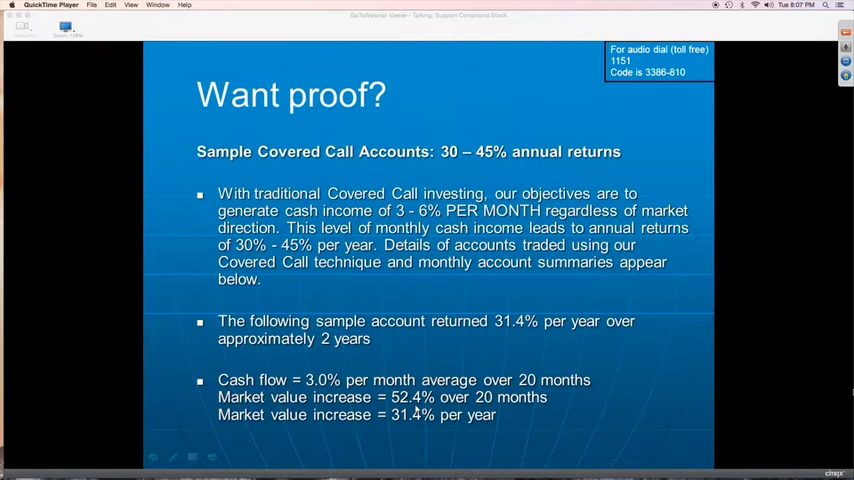 QuickTime Player File Edit View Window Help Tue 8:07 PM
GoToWebinar Viewer - Talking: Support Compound Stock
For audio dial (toll free)
1151
Code is 3386-810
Want proof?
Sample Covered Call Accounts: 30 – 45% annual returns
With traditional Covered Call investing, our objectives are to
generate cash income of 3 - 6% PER MONTH regardless of market
direction. This level of monthly cash income leads to annual returns
of 30% - 45% per year. Details of accounts traded using our
Covered Call technique and monthly account summaries appear
below.
The following sample account returned 31.4% per year over
approximately 2 years
Cash flow = 3.0% per month average over 20 months
Market value increase = 52.4% over 20 months
Market value increase = 31.4% per year
CITRIX